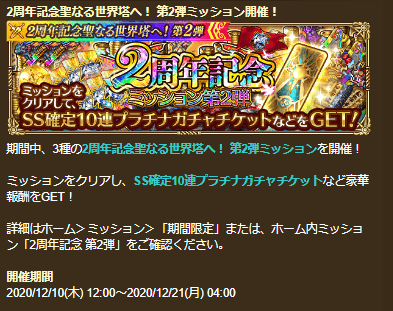 2周年記念聖なる世界塔へ！ 第2弾ミッション開催！
2周年記念聖なる世界塔へ！ 第2弾
2周年記念
ミッション第2弾
ミッションを
クリアして、
SS確定10連プラチナガチャチケットなどをGET！
期間中、3種の2周年記念聖なる世界塔へ！ 第2弾ミッションを開催！
ミッションをクリアし、SS確定10連プラチナガチャチケットなど豪華
報酬をGET！
詳細はホーム＞ミッション＞「期間限定」または、ホーム内ミッショ
ン「2周年記念 第2弾」をご確認ください。
開催期間
2020/12/10(木) 12:00～2020/12/21(月) 04:00